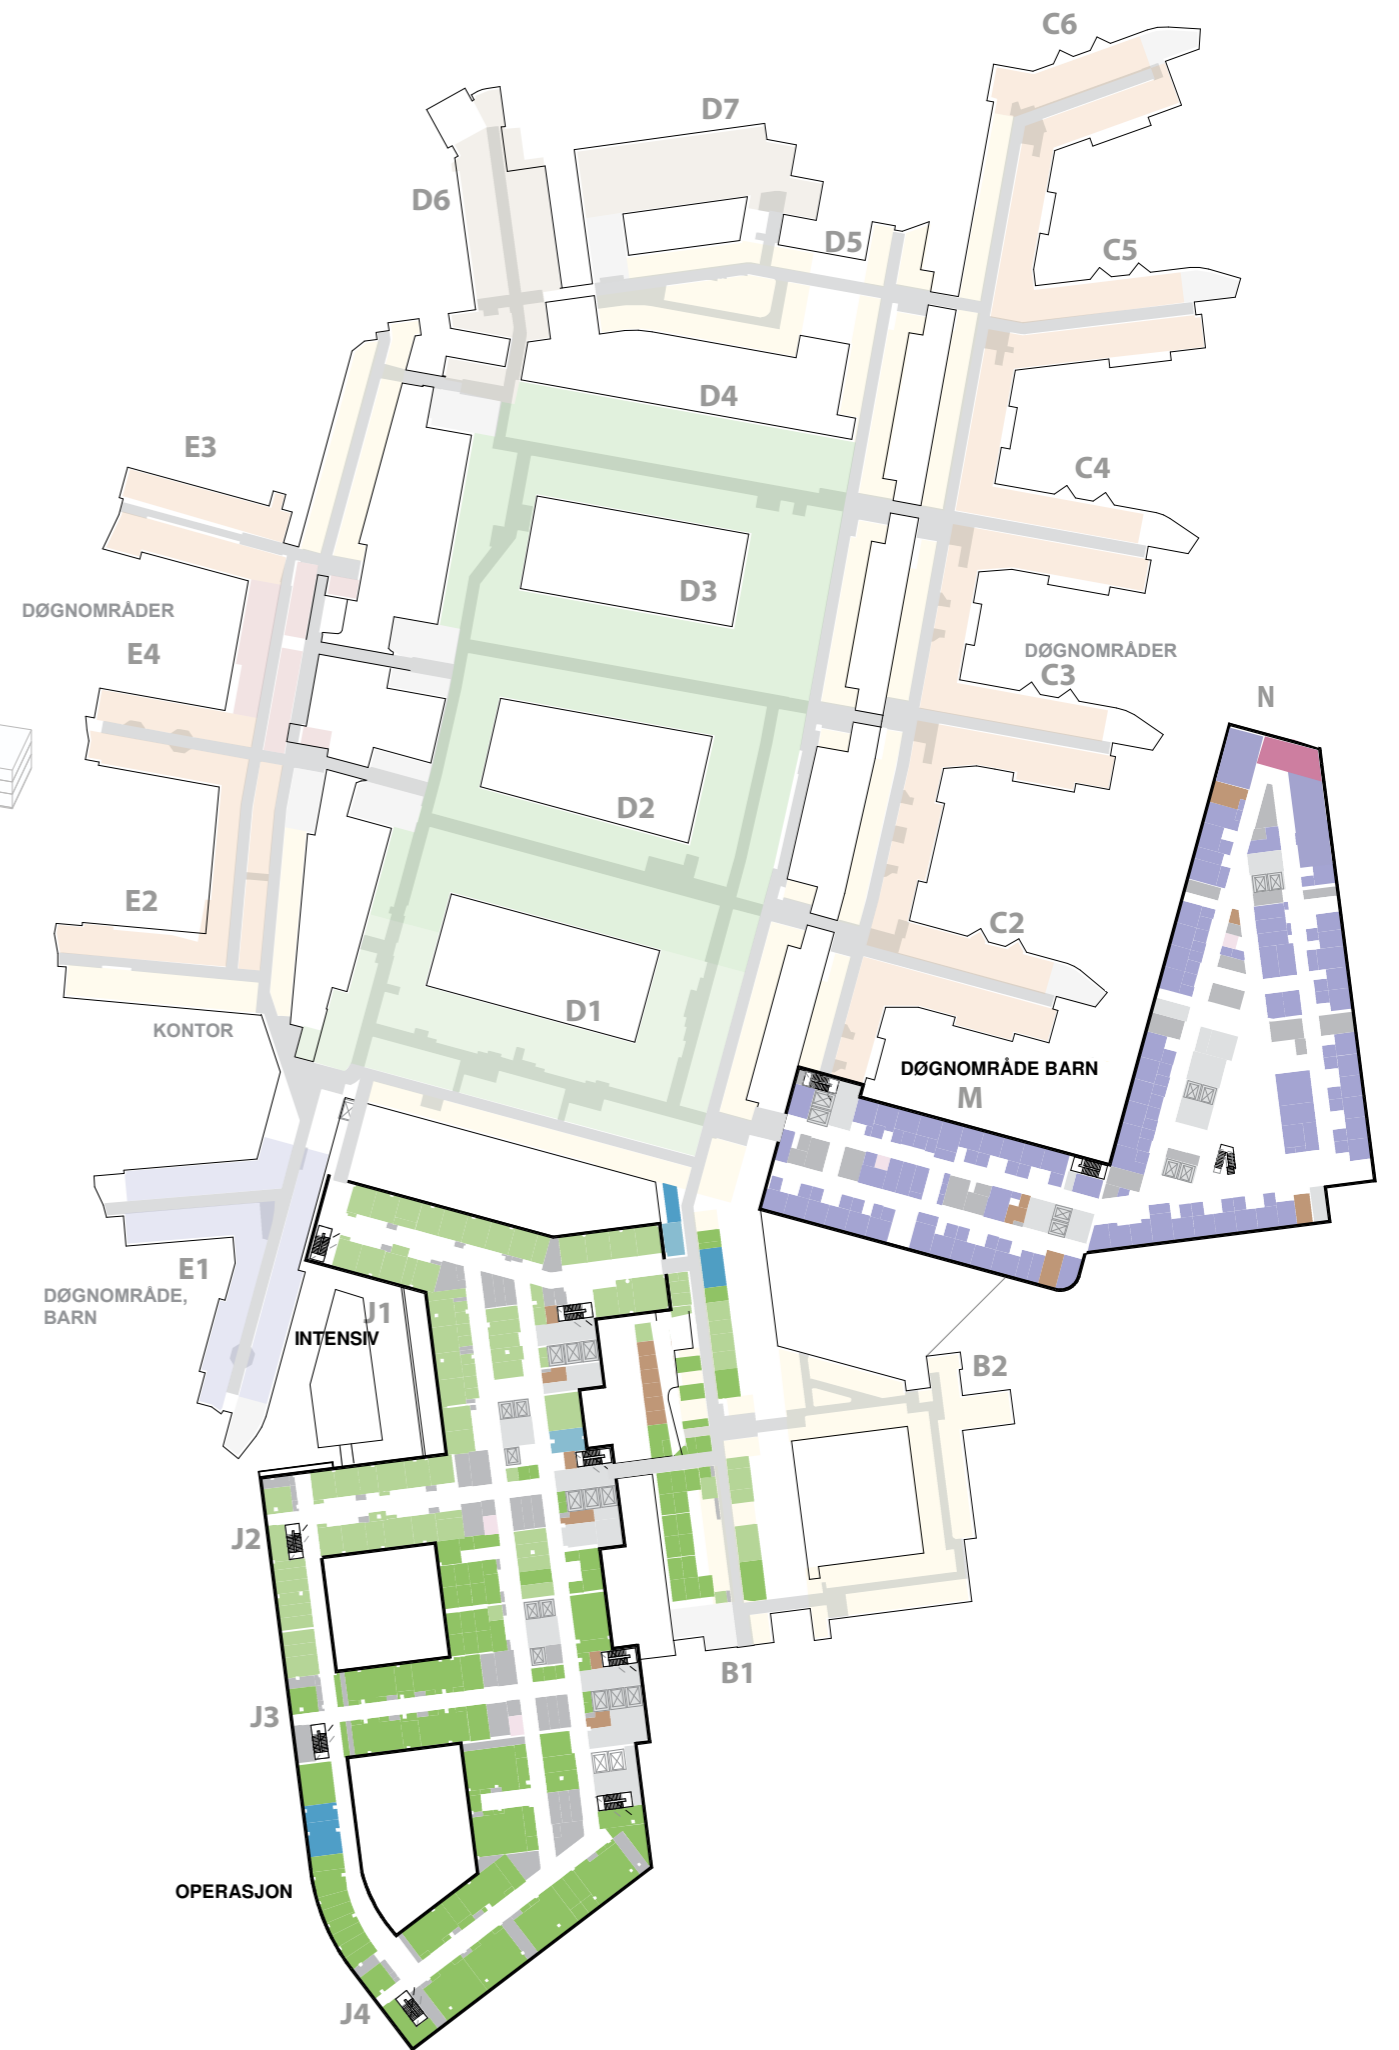 C6
D7
D6
D5
C5
D4
E3
C4
D3
DØGNOMRÅDER
E4
DØGNOMRÅDER
C3
N
D2
E2
C2
D1
KONTOR
DØGNOMRÅDE BARN
M
E1
DØGNOMRÅDE,
BARN
J1
INTENSIV
B2
J2
B1
J3
OPERASJON
J4